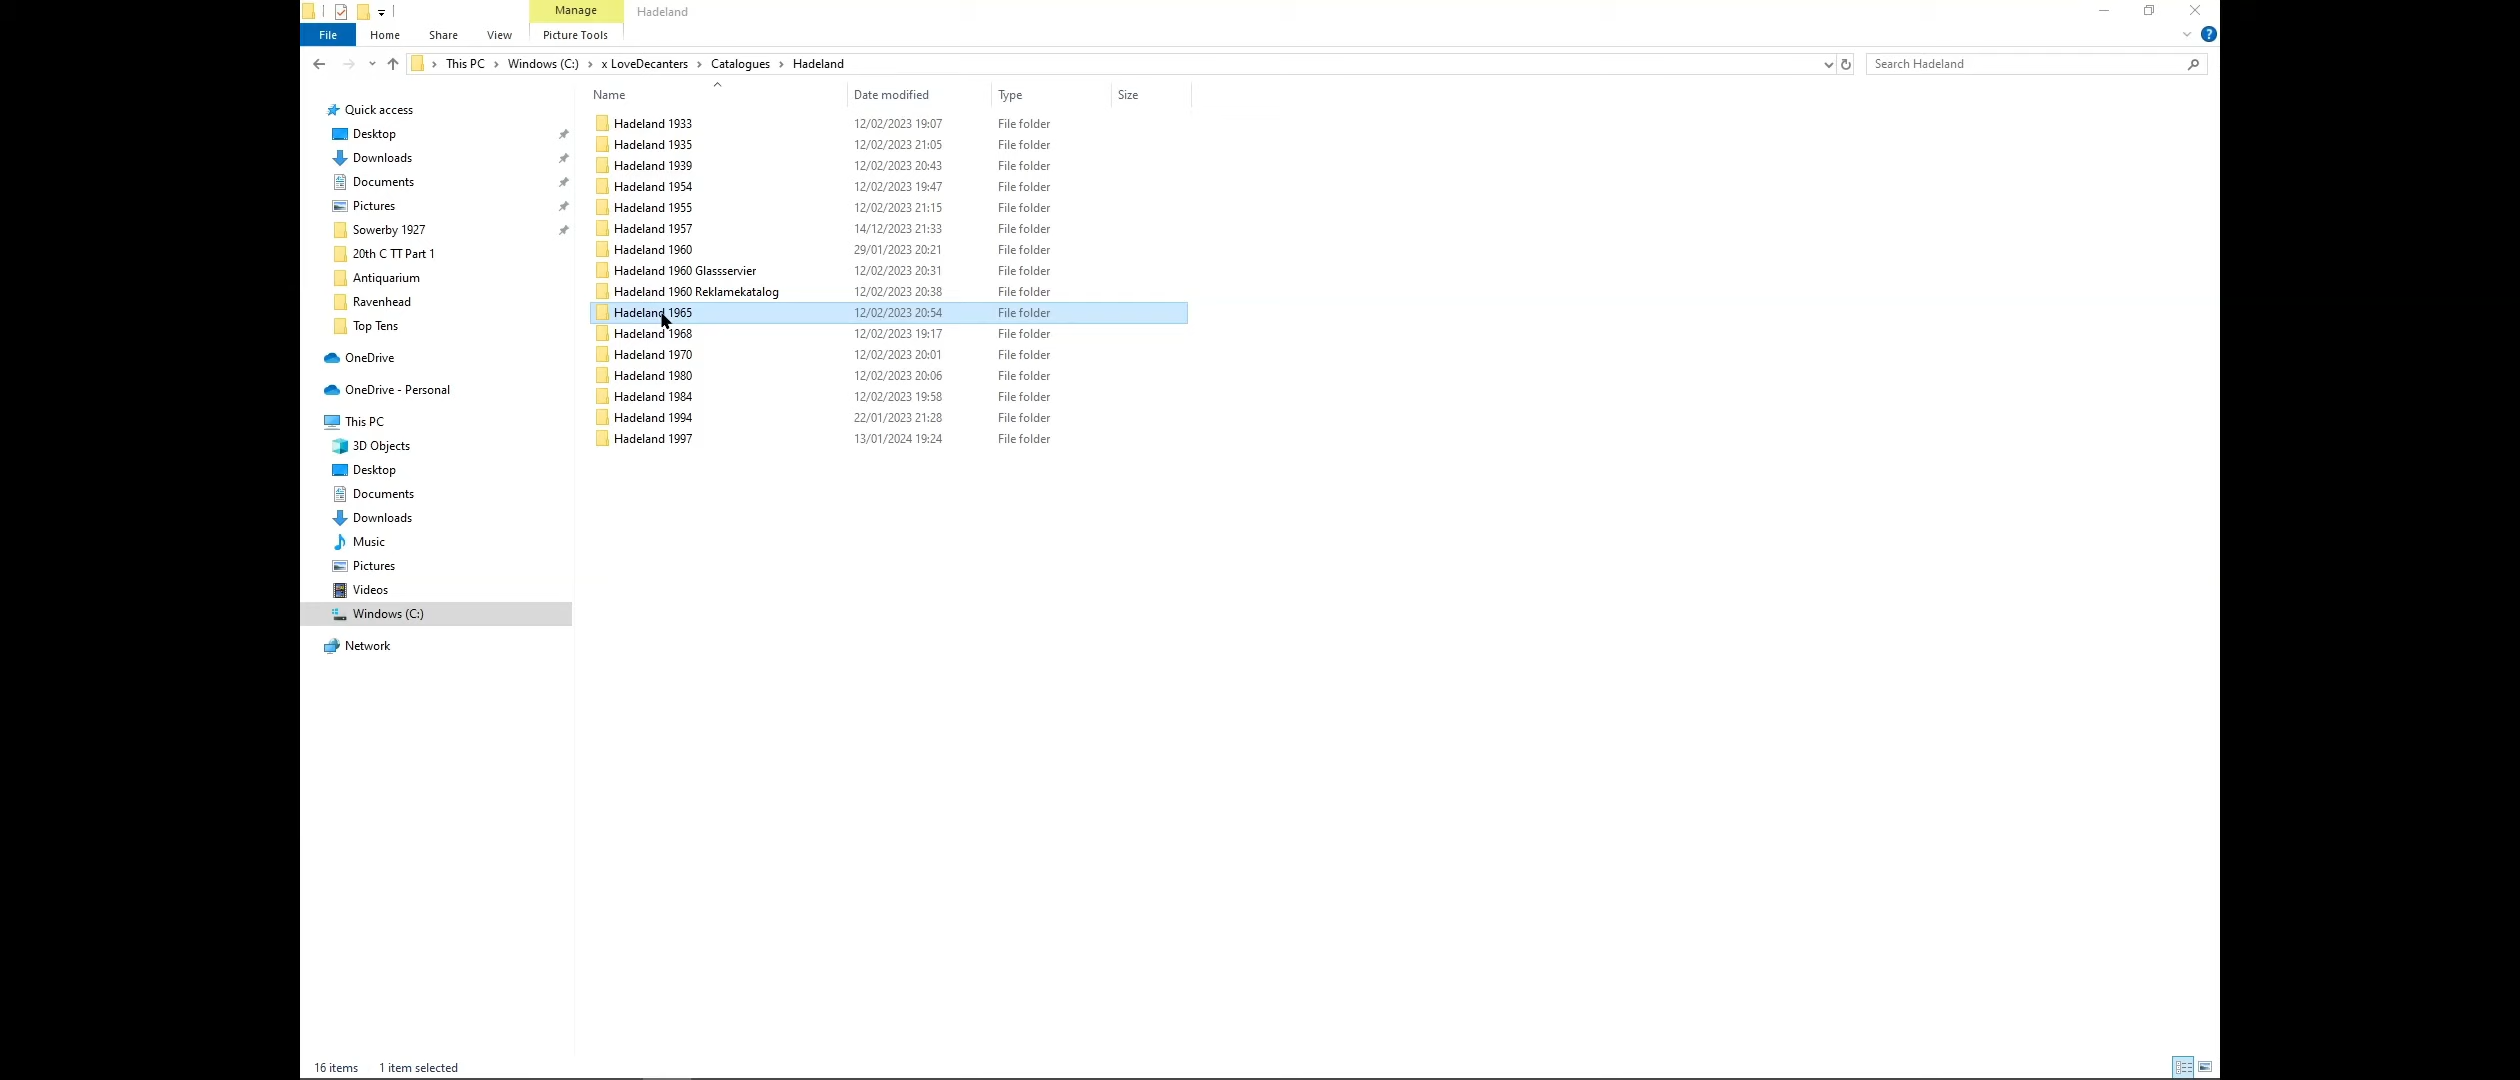 Manage
Hadeland
File
Home
Share
View
Picture Tools
This PC
Windows (C:)
x LoveDecanters
Catalogues
Hadeland
Search Hadeland
Name
Date modified
Type
Size
Quick access
Desktop
Downloads
Documents
Pictures
Sowerby 1927
20th C TT Part 1
Antiquarium
Ravenhead
Top Tens
OneDrive
OneDrive - Personal
This PC
3D Objects
Desktop
Documents
Downloads
Music
Pictures
Videos
Windows (C:)
Network
Hadeland 1933 12/02/2023 19:07 File folder
Hadeland 1935 12/02/2023 21:05 File folder
Hadeland 1939 12/02/2023 20:43 File folder
Hadeland 1954 12/02/2023 19:47 File folder
Hadeland 1955 12/02/2023 21:15 File folder
Hadeland 1957 14/12/2023 21:33 File folder
Hadeland 1960 29/01/2023 20:21 File folder
Hadeland 1960 Glassservier 12/02/2023 20:31 File folder
Hadeland 1960 Reklamekatalog 12/02/2023 20:38 File folder
Hadeland 1965 12/02/2023 20:54 File folder
Hadeland 1968 12/02/2023 19:17 File folder
Hadeland 1970 12/02/2023 20:01 File folder
Hadeland 1980 12/02/2023 20:06 File folder
Hadeland 1984 12/02/2023 19:58 File folder
Hadeland 1994 22/01/2023 21:28 File folder
Hadeland 1997 13/01/2024 19:24 File folder
16 items
1 item selected